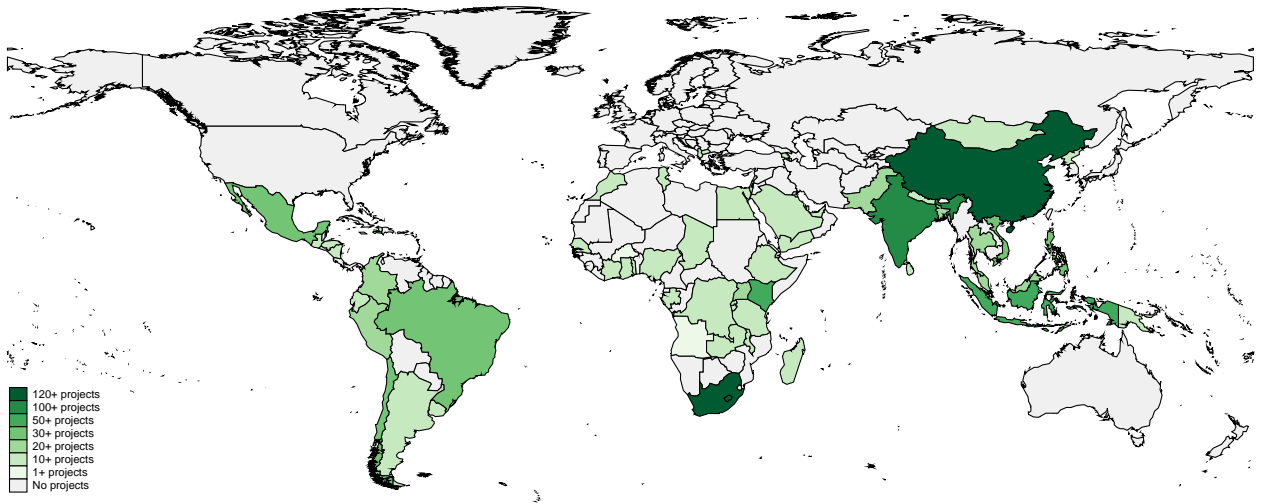 120+ projects
100+ projects
50+ projects
30+ projects
20+ projects
10+ projects
1+ projects
No projects